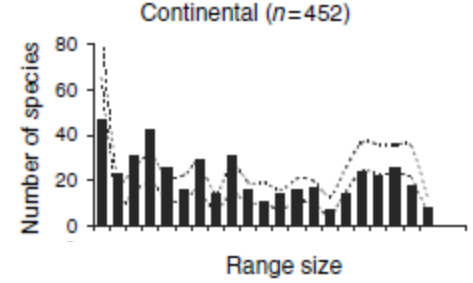 Continental (n=452)
Number of species
80
60
40
20
0
Range size